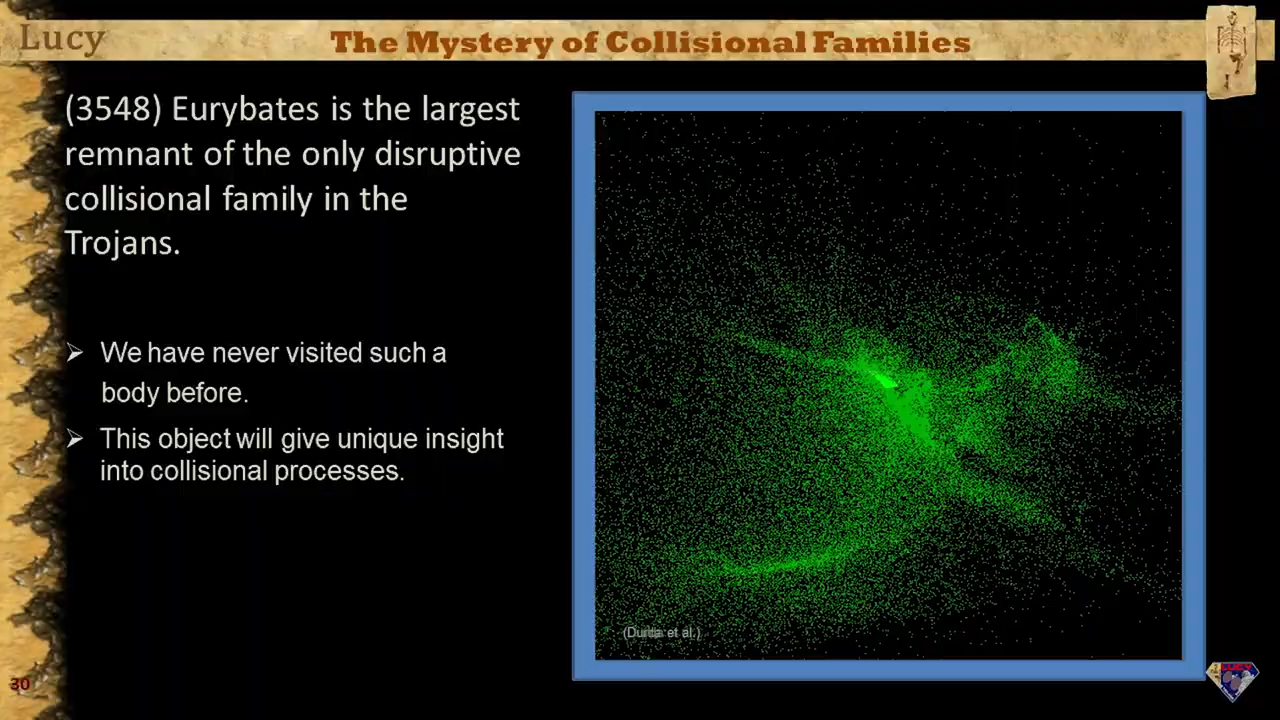 Lucy
The Mystery of Collisional Families
(3548) Eurybates is the largest
remnant of the only disruptive
collisional family in the
Trojans.
We have never visited such a
body before.
This object will give unique insight
into collisional processes.
et al.)
30
LUCY